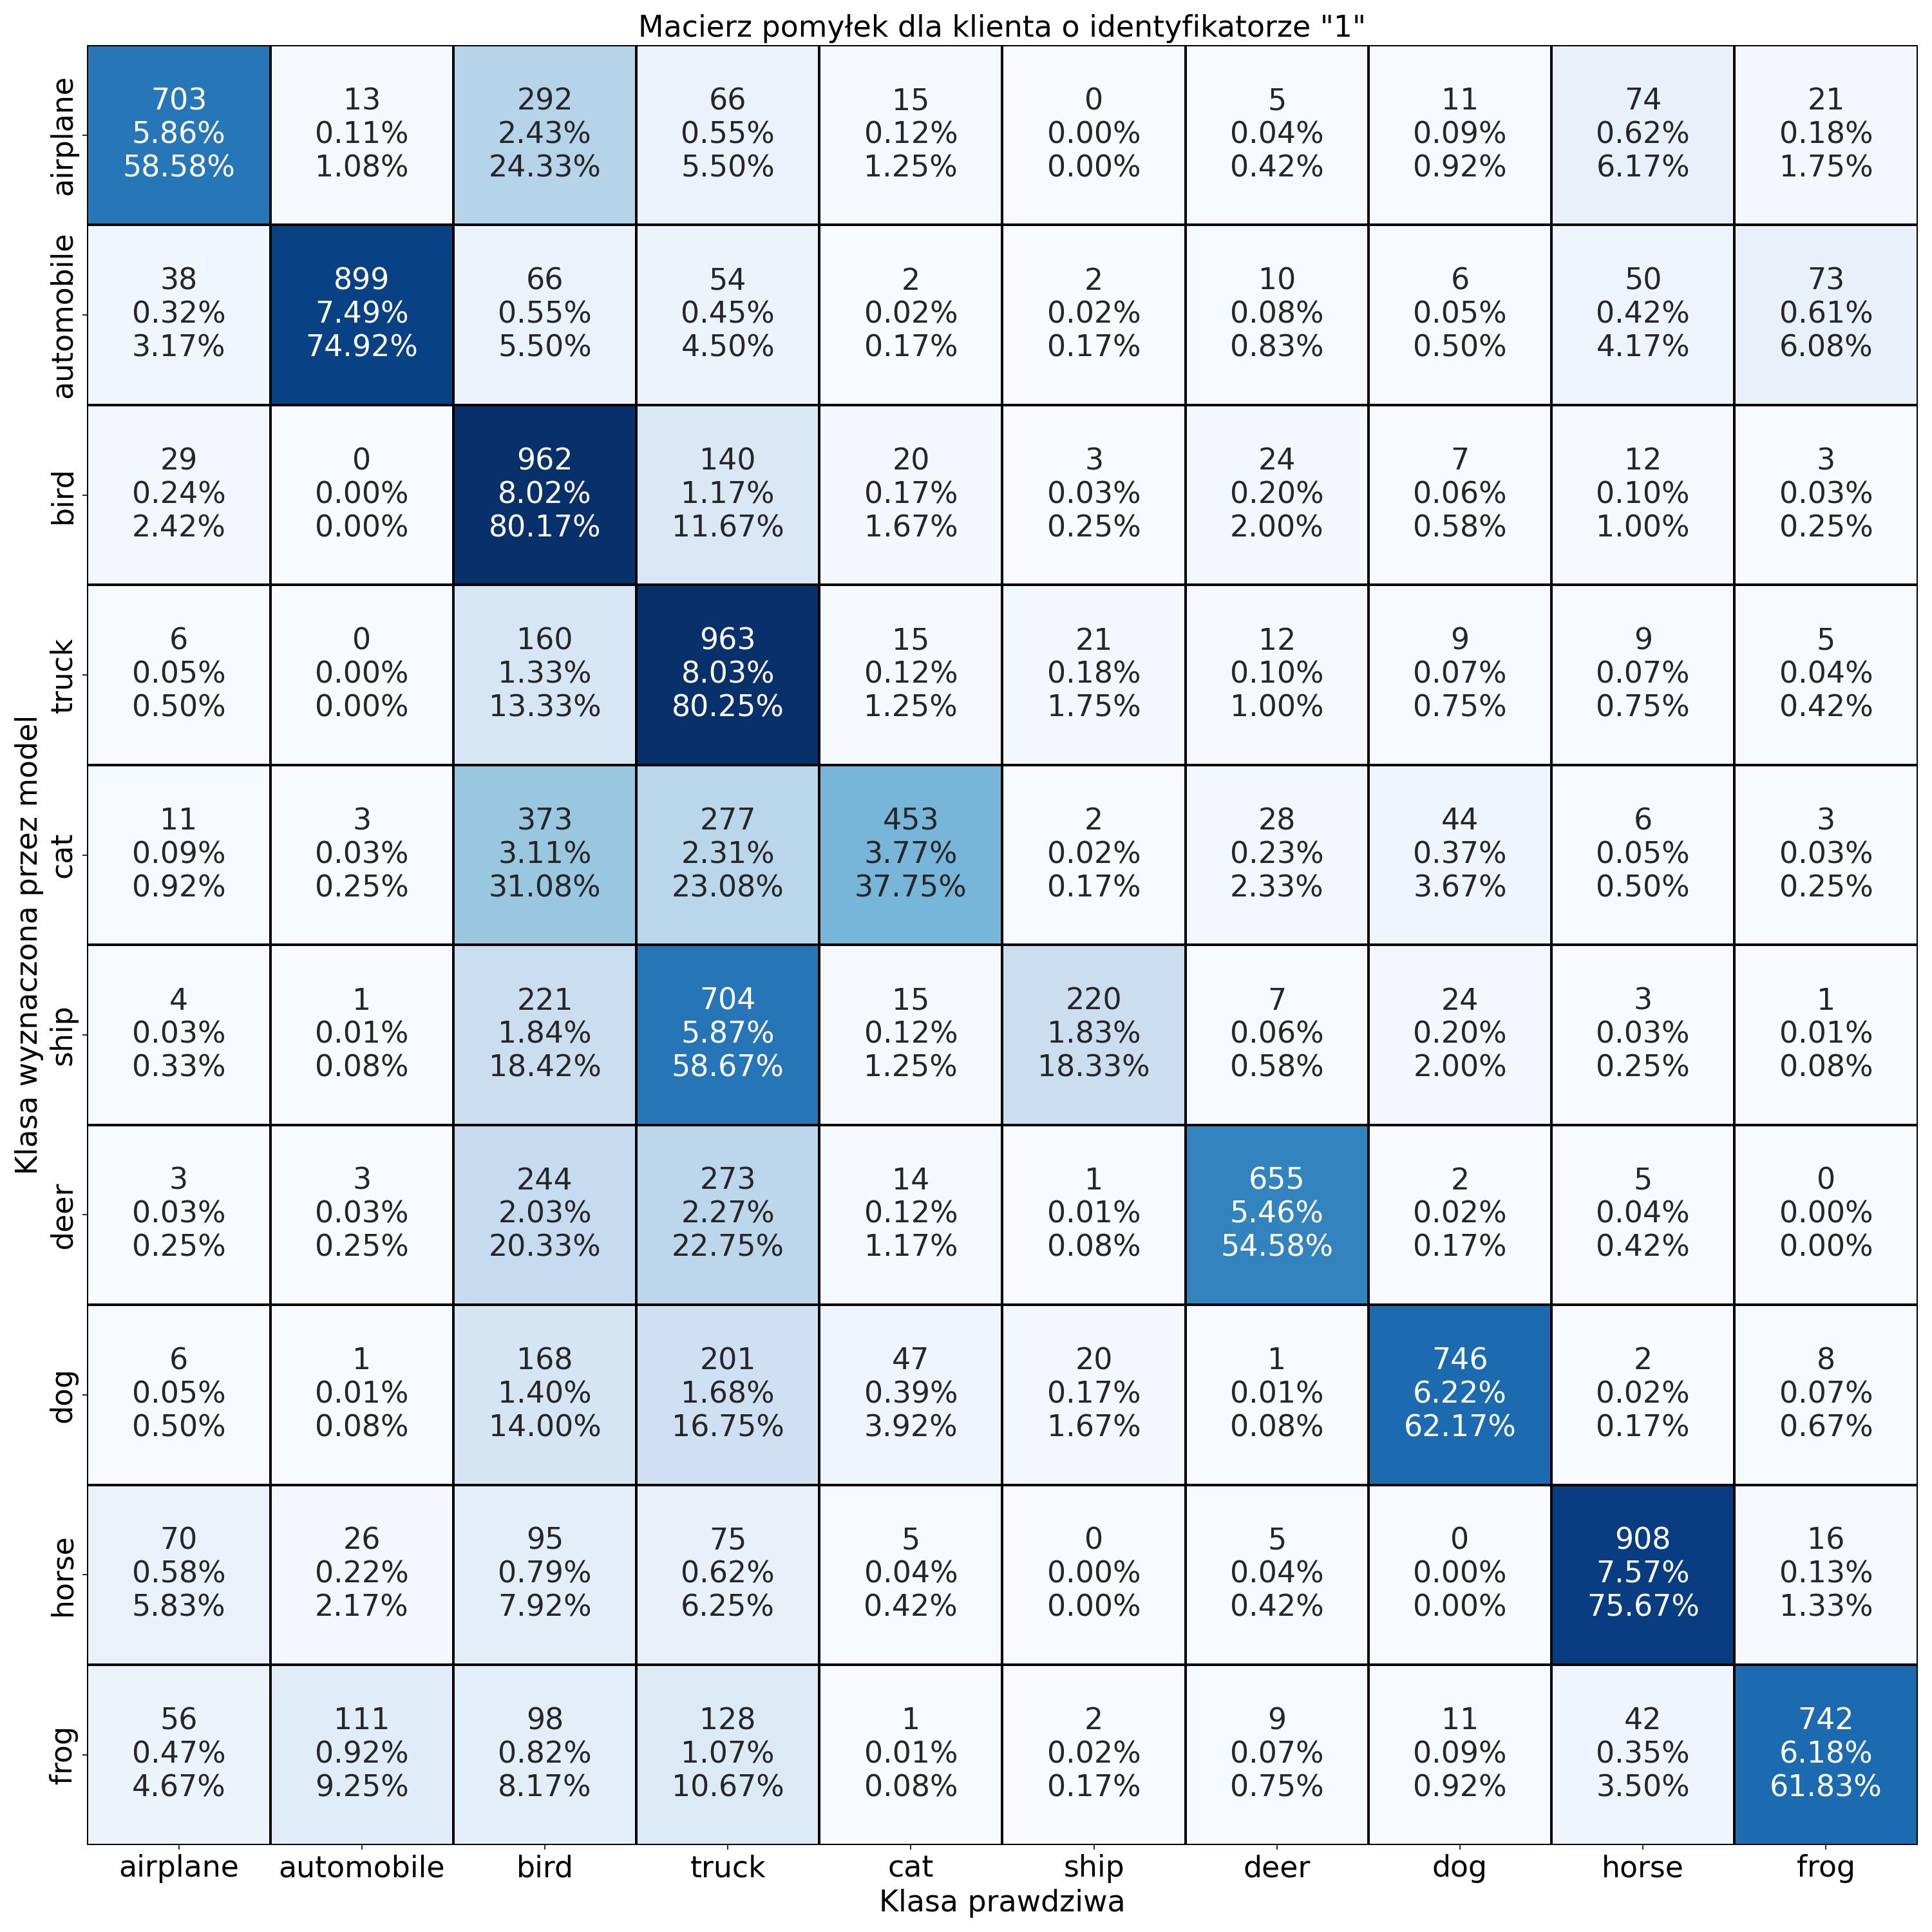 Macierz pomyłek dla klienta o identyfikatorze "1"
Klasa wyznaczona przez model
airplane
703 13 292 66 15 0 5 11 74 21
5.86% 0.11% 2.43% 0.55% 0.12% 0.00% 0.04% 0.09% 0.62% 0.18%
58.58% 1.08% 24.33% 5.50% 1.25% 0.00% 0.42% 0.92% 6.17% 1.75%
automobile
38 899 66 54 2 2 10 6 50 73
0.32% 7.49% 0.55% 0.45% 0.02% 0.02% 0.08% 0.05% 0.42% 0.61%
3.17% 74.92% 5.50% 4.50% 0.17% 0.17% 0.83% 0.50% 4.17% 6.08%
bird
29 0 962 140 20 3 24 7 12 3
0.24% 0.00% 8.02% 1.17% 0.17% 0.03% 0.20% 0.06% 0.10% 0.03%
2.42% 0.00% 80.17% 11.67% 1.67% 0.25% 2.00% 0.58% 1.00% 0.25%
truck
6 0 160 963 15 21 12 9 9 5
0.05% 0.00% 1.33% 8.03% 0.12% 0.18% 0.10% 0.07% 0.07% 0.04%
0.50% 0.00% 13.33% 80.25% 1.25% 1.75% 1.00% 0.75% 0.75% 0.42%
cat
11 3 373 277 453 2 28 44 6 3
0.09% 0.03% 3.11% 2.31% 3.77% 0.02% 0.23% 0.37% 0.05% 0.03%
0.92% 0.25% 31.08% 23.08% 37.75% 0.17% 2.33% 3.67% 0.50% 0.25%
ship
4 1 221 704 15 220 7 24 3 1
0.03% 0.01% 1.84% 5.87% 0.12% 1.83% 0.06% 0.20% 0.03% 0.01%
0.33% 0.08% 18.42% 58.67% 1.25% 18.33% 0.58% 2.00% 0.25% 0.08%
deer
3 3 244 273 14 1 655 2 5 0
0.03% 0.03% 2.03% 2.27% 0.12% 0.01% 5.46% 0.02% 0.04% 0.00%
0.25% 0.25% 20.33% 22.75% 1.17% 0.08% 54.58% 0.17% 0.42% 0.00%
dog
6 1 168 201 47 20 1 746 2 8
0.05% 0.01% 1.40% 1.68% 0.39% 0.17% 0.01% 6.22% 0.02% 0.07%
0.50% 0.08% 14.00% 16.75% 3.92% 1.67% 0.08% 62.17% 0.17% 0.67%
horse
70 26 95 75 5 0 5 0 908 16
0.58% 0.22% 0.79% 0.62% 0.04% 0.00% 0.04% 0.00% 7.57% 0.13%
5.83% 2.17% 7.92% 6.25% 0.42% 0.00% 0.42% 0.00% 75.67% 1.33%
frog
56 111 98 128 1 2 9 11 42 742
0.47% 0.92% 0.82% 1.07% 0.01% 0.02% 0.07% 0.09% 0.35% 6.18%
4.67% 9.25% 8.17% 10.67% 0.08% 0.17% 0.75% 0.92% 3.50% 61.83%
airplane automobile bird truck cat ship deer dog horse frog
Klasa prawdziwa